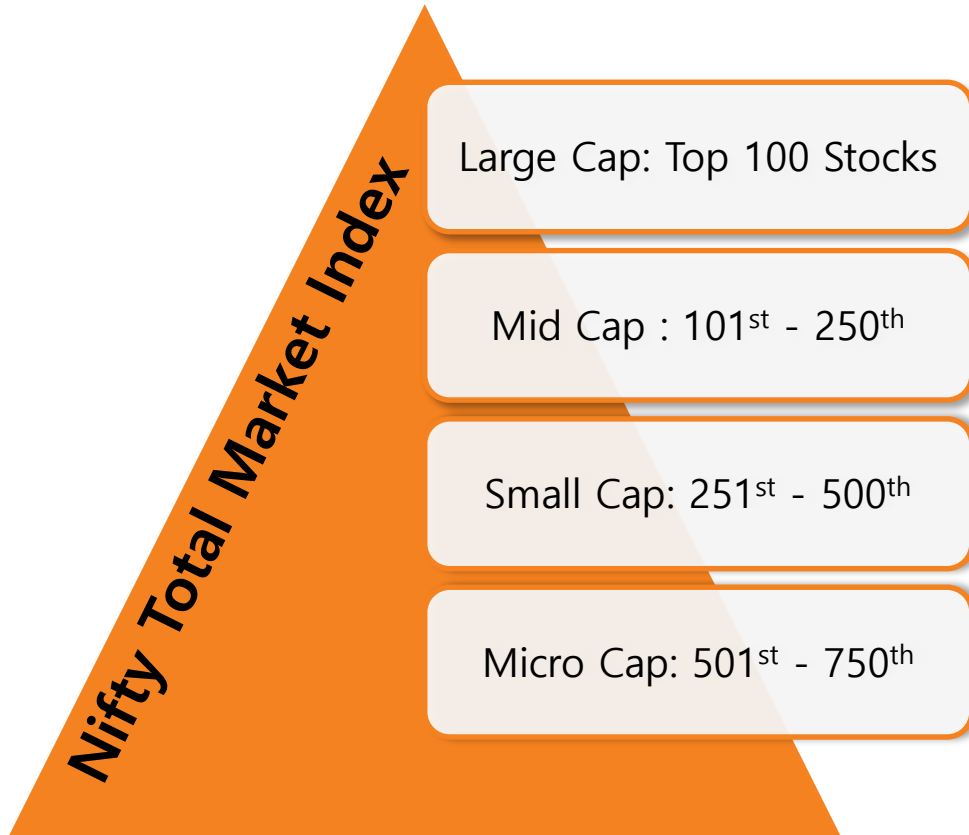 Nifty Total Market Index
Large Cap: Top 100 Stocks
Mid Cap : 101st - 250th
Small Cap: 251st - 500th
Micro Cap: 501st - 750th